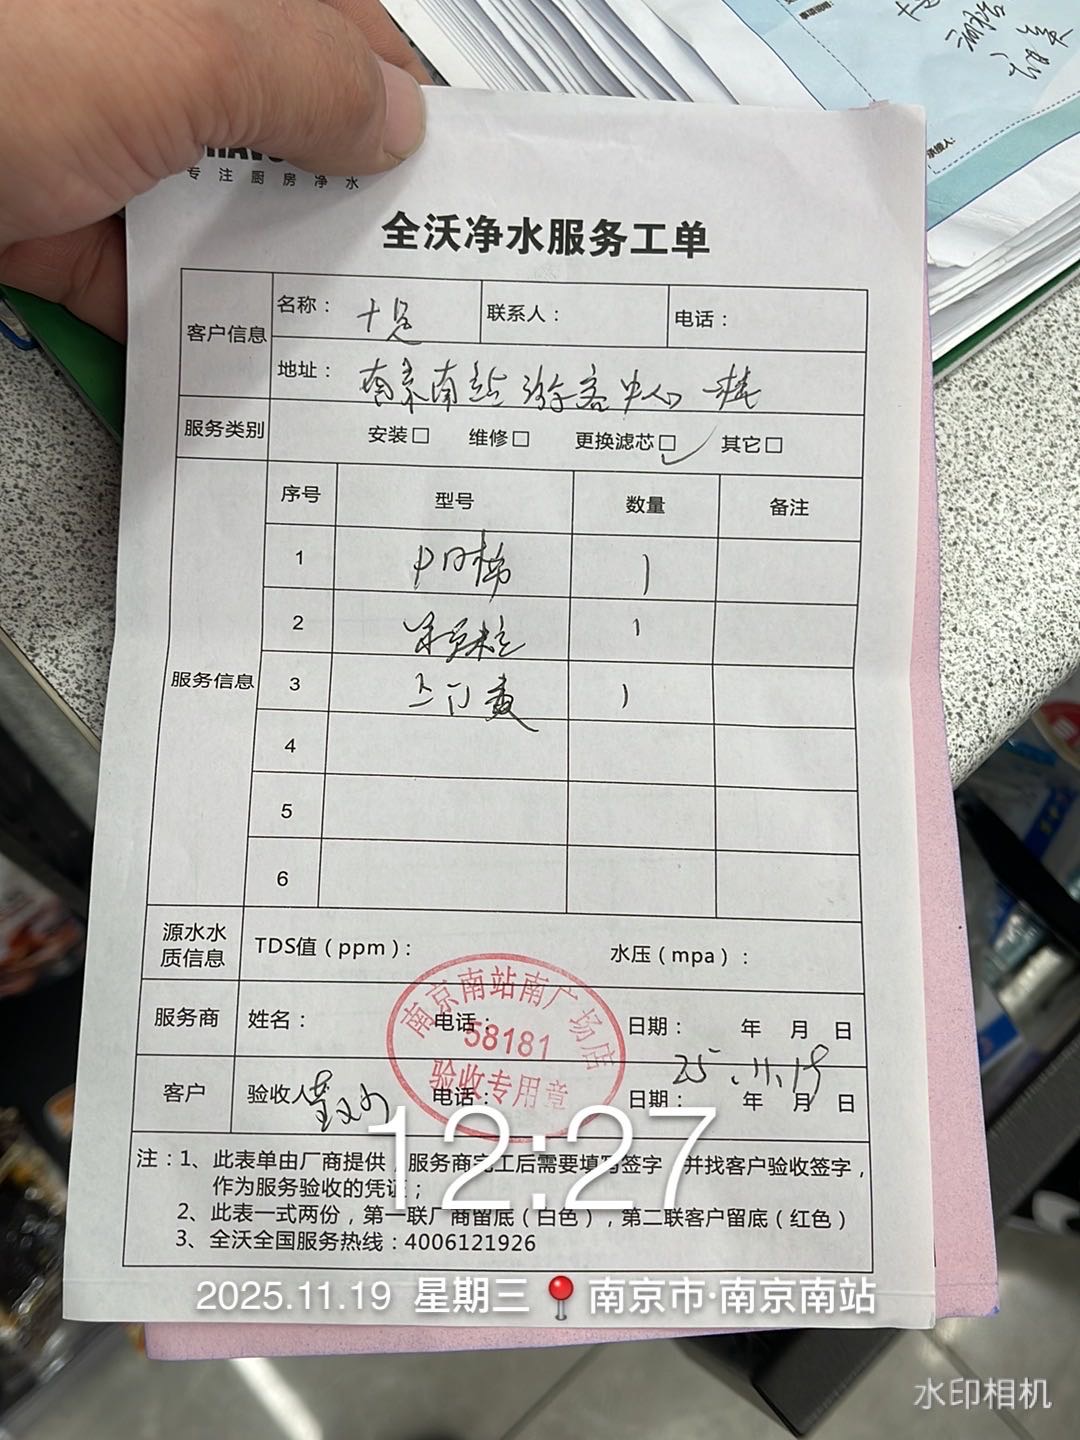 专注厨房净水
全沃净水服务工单
客户信息
名称： 十足
联系人：
电话：
地址： 南京南站游客中心一楼
服务类别
安装□ 维修□ 更换滤芯□✓ 其它□
服务信息
序号 型号 数量 备注
1 1
2 1
3 上门费 1
4
5
6
源水水质信息
TDS值（ppm）： 水压（mpa）：
服务商 姓名： 电话： 日期： 年 月 日
25.11.19
客户 验收人 电话： 日期： 年 月 日
南京南站南广场店
58181
验收专用章
注：1、此表单由厂商提供，服务商完工后需要填写签字，并找客户验收签字，
作为服务验收的凭证；
2、此表一式两份，第一联厂商留底（白色），第二联客户留底（红色）
3、全沃全国服务热线：4006121926
12:27
2025.11.19 星期三 南京市·南京南站
水印相机